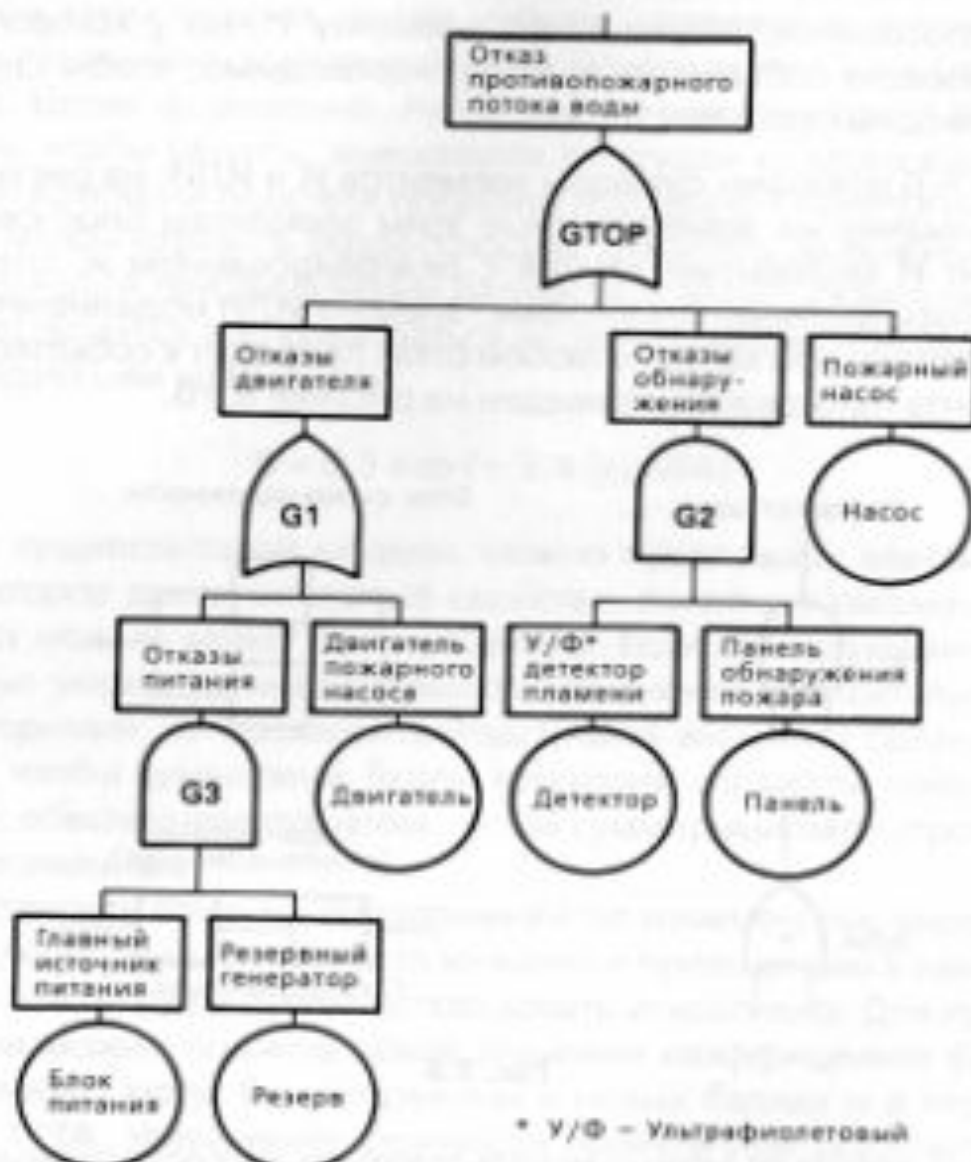 Отказ
противопожарного
потока воды
GTOP
Отказы
двигателя
Отказы
обнару-
жения
Пожарный
насос
G1
G2
Насос
Отказы
питания
Двигатель
пожарного
насоса
У/Ф*
детектор
пламени
Панель
обнаружения
пожара
G3
Двигатель
Детектор
Панель
Главный
источник
питания
Резервный
генератор
Блок
питания
Резерв
* У/Ф – Ультрафиолетовый